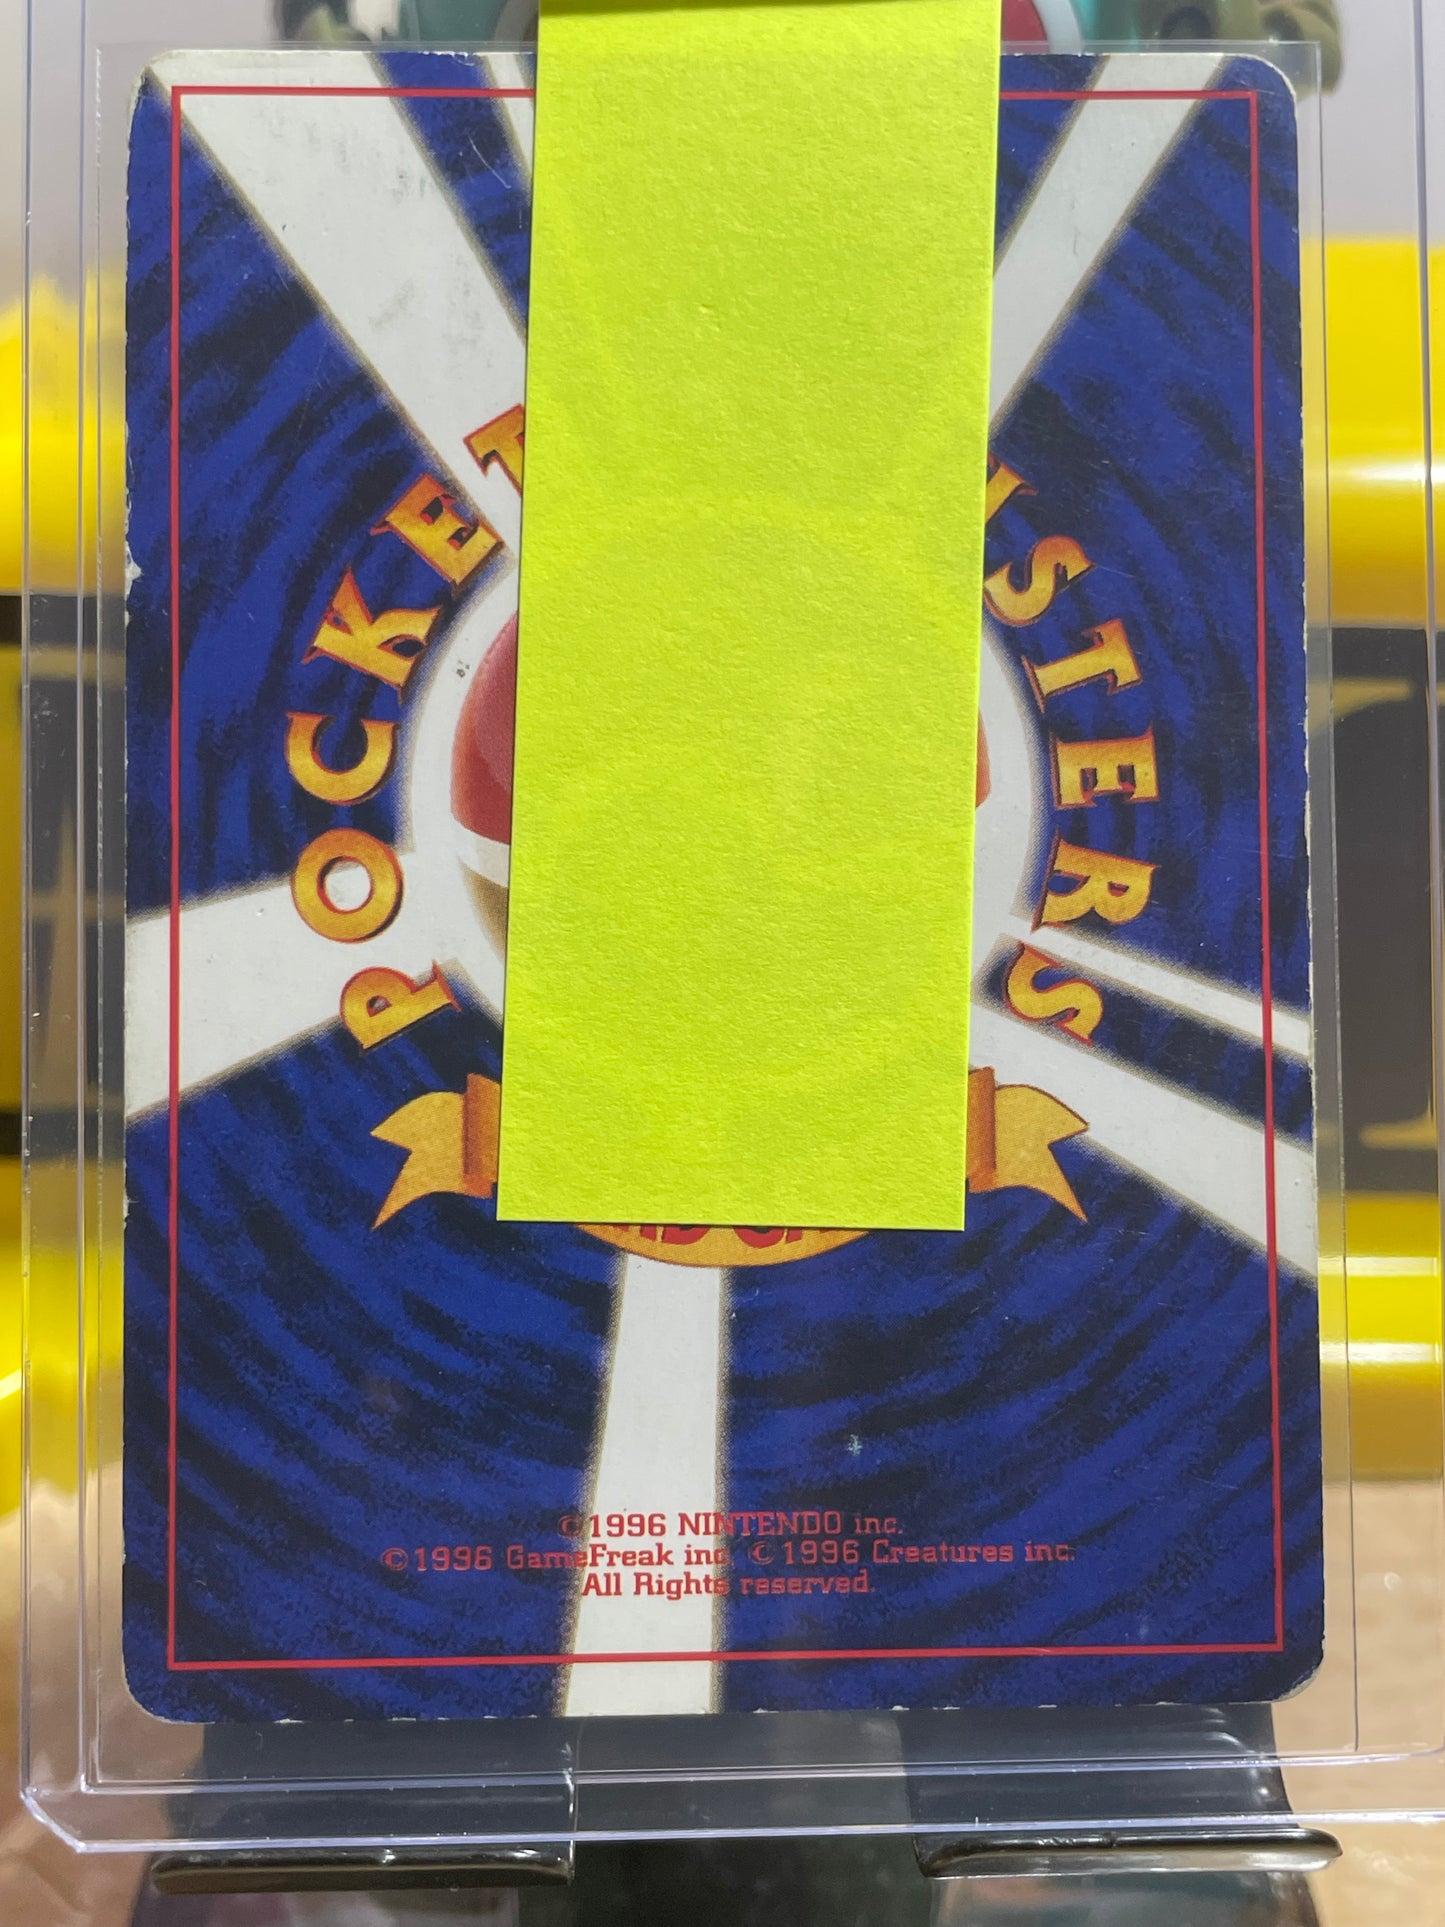 POCKE
STERS
©1996 NINTENDO inc.
©1996 GameFreak inc. ©1996 Creatures inc.
All Rights reserved.